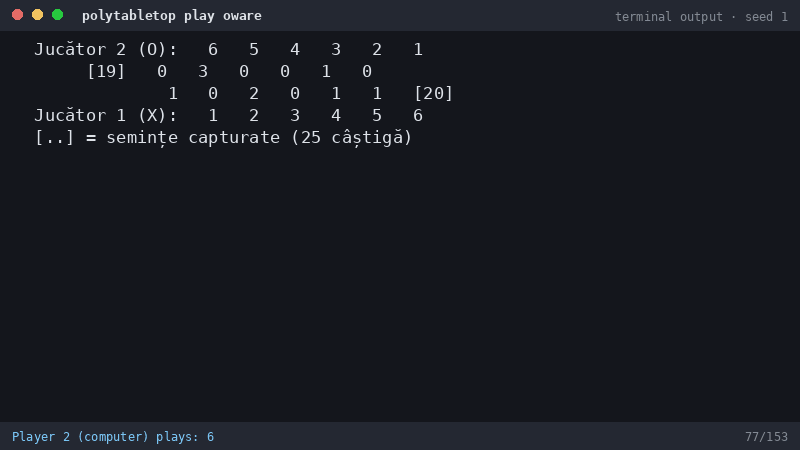 polytabletop play oware
terminal output · seed 1
Jucător 2 (O): 6 5 4 3 2 1
[19] 0 3 0 0 1 0
1 0 2 0 1 1 [20]
Jucător 1 (X): 1 2 3 4 5 6
[..] = semințe capturate (25 câștigă)
Player 2 (computer) plays: 6
77/153